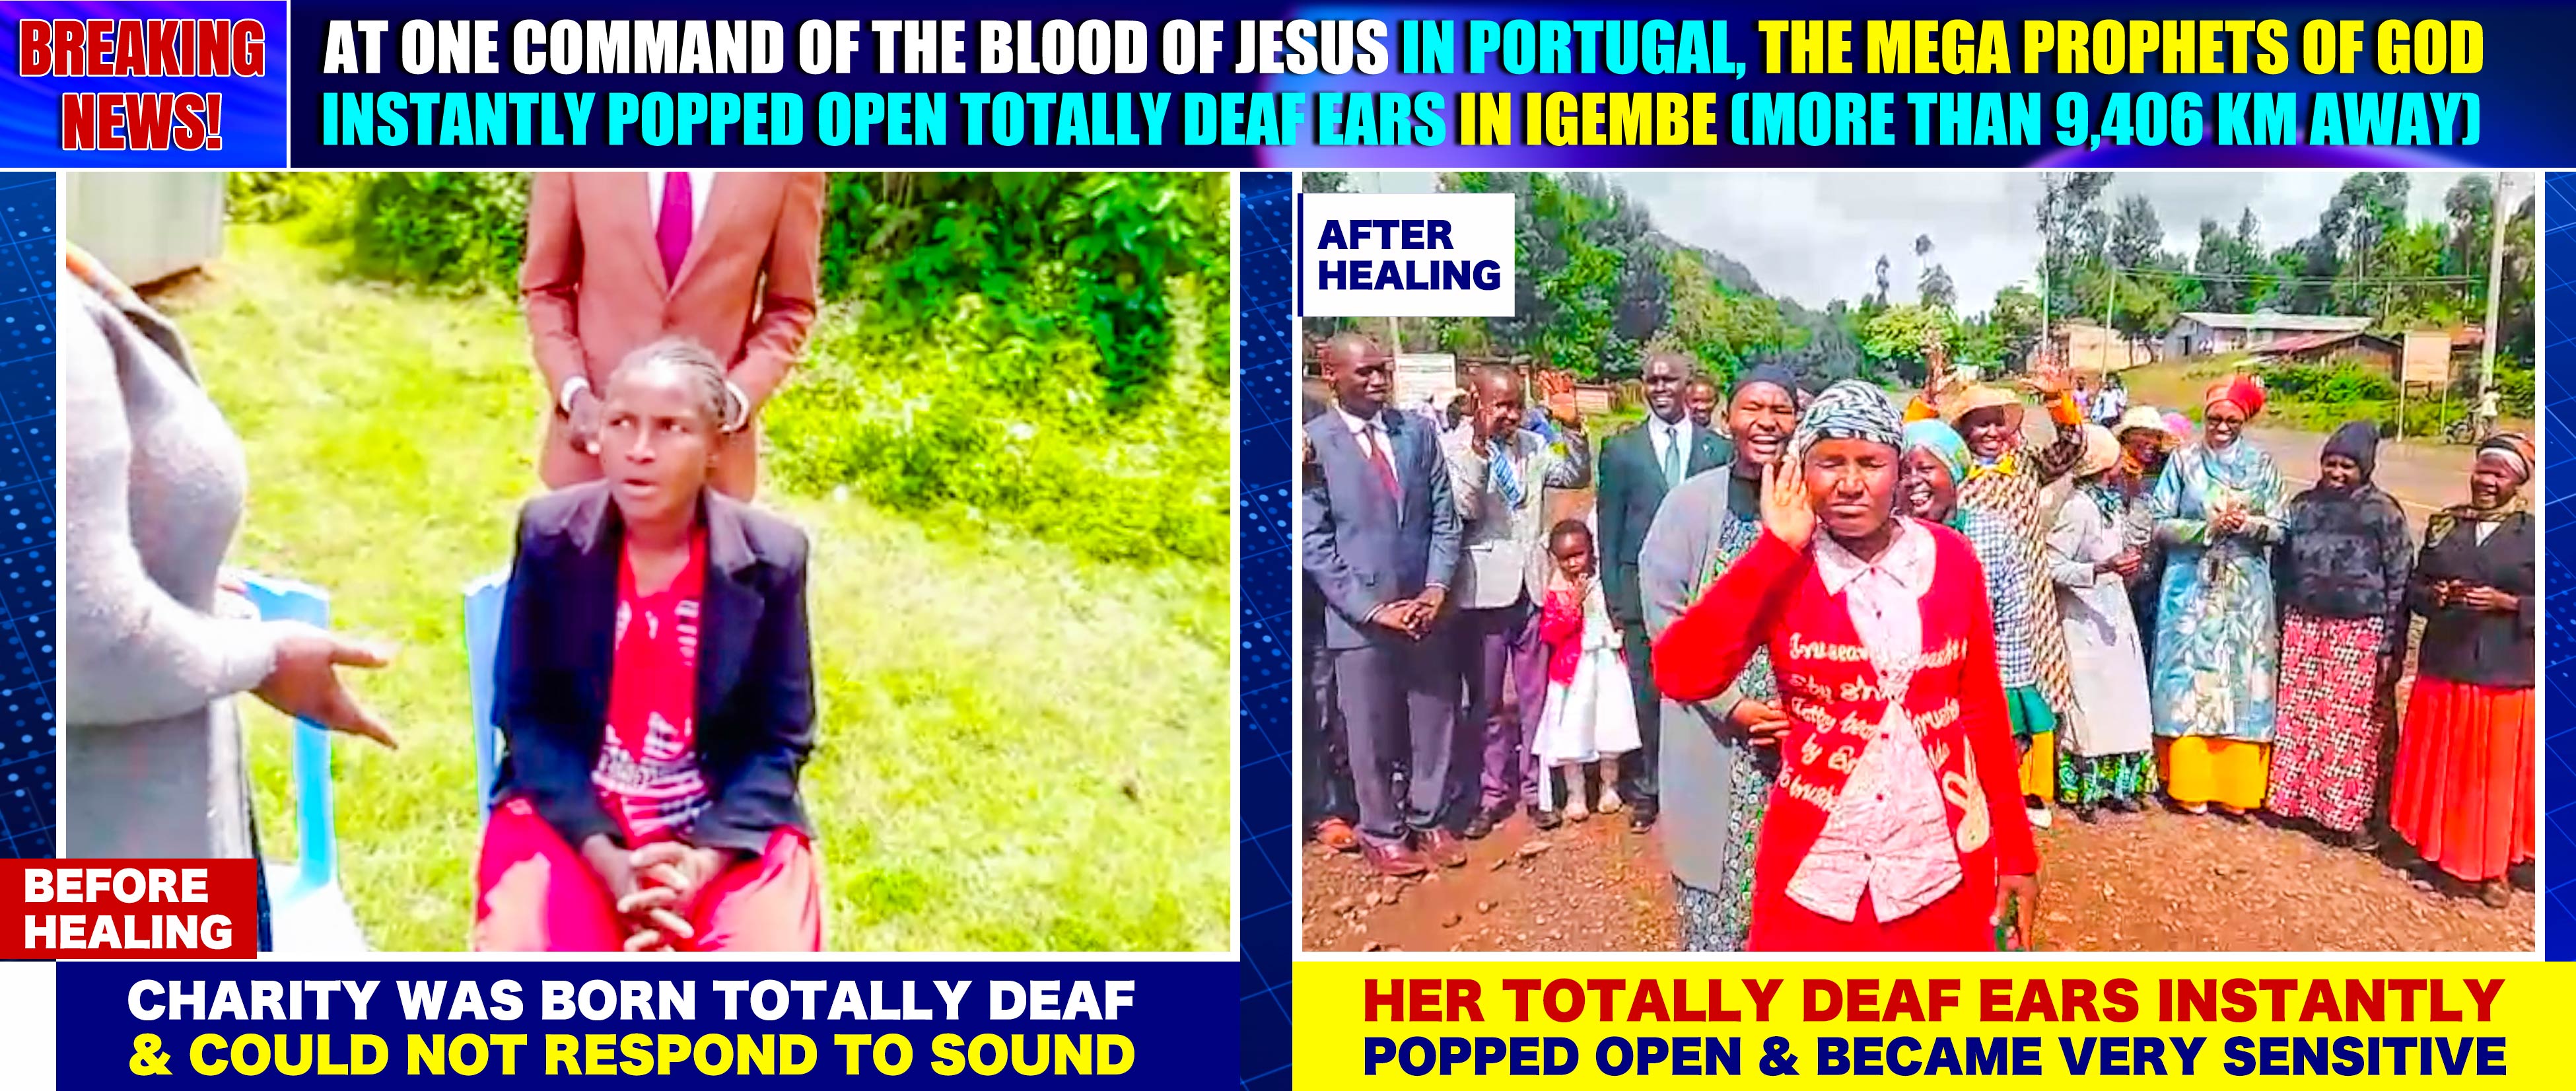 BREAKING
NEWS!
AT ONE COMMAND OF THE BLOOD OF JESUS IN PORTUGAL, THE MEGA PROPHETS OF GOD
INSTANTLY POPPED OPEN TOTALLY DEAF EARS IN IGEMBE (MORE THAN 9,406 KM AWAY)
BEFORE
HEALING
AFTER
HEALING
CHARITY WAS BORN TOTALLY DEAF
& COULD NOT RESPOND TO SOUND
HER TOTALLY DEAF EARS INSTANTLY
POPPED OPEN & BECAME VERY SENSITIVE